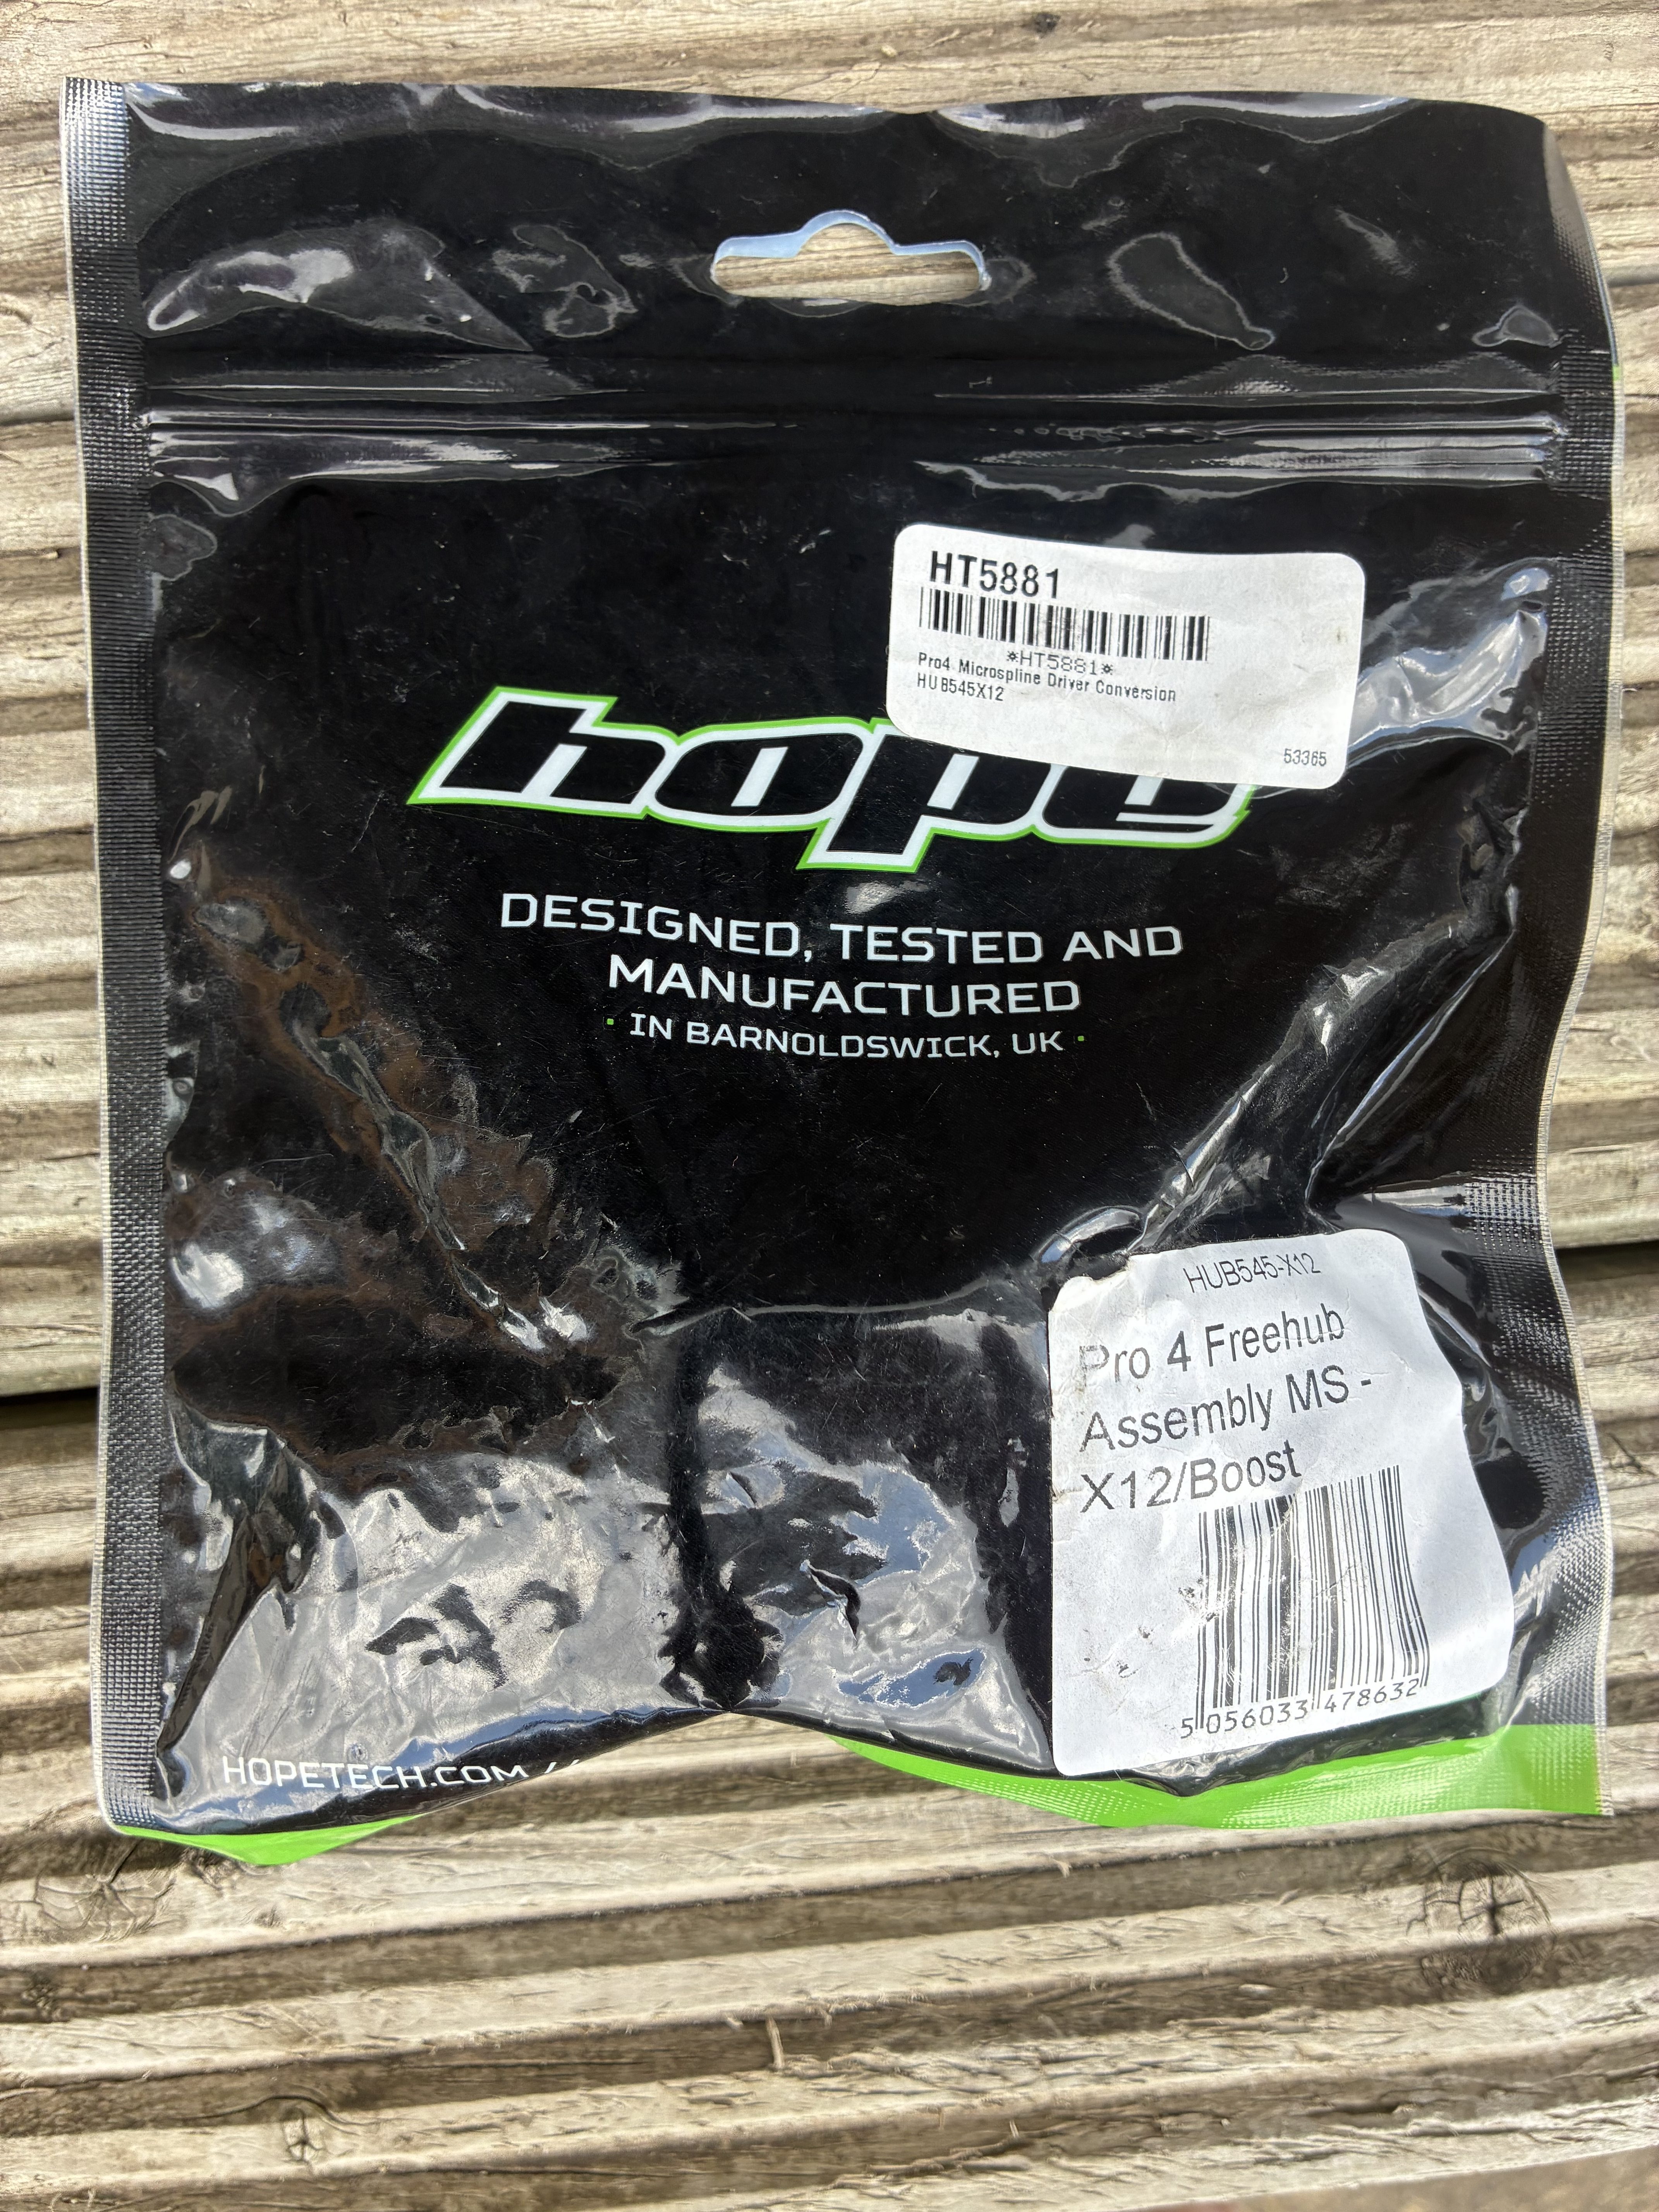 HT5881
*HT5881*
Pro4 Microspline Driver Conversion
HUB545X12
53365
hope
DESIGNED, TESTED AND
MANUFACTURED
· IN BARNOLDSWICK, UK ·
HUB545-X12
Pro 4 Freehub
Assembly MS -
X12/Boost
5 056033 478632
HOPETECH.COM //